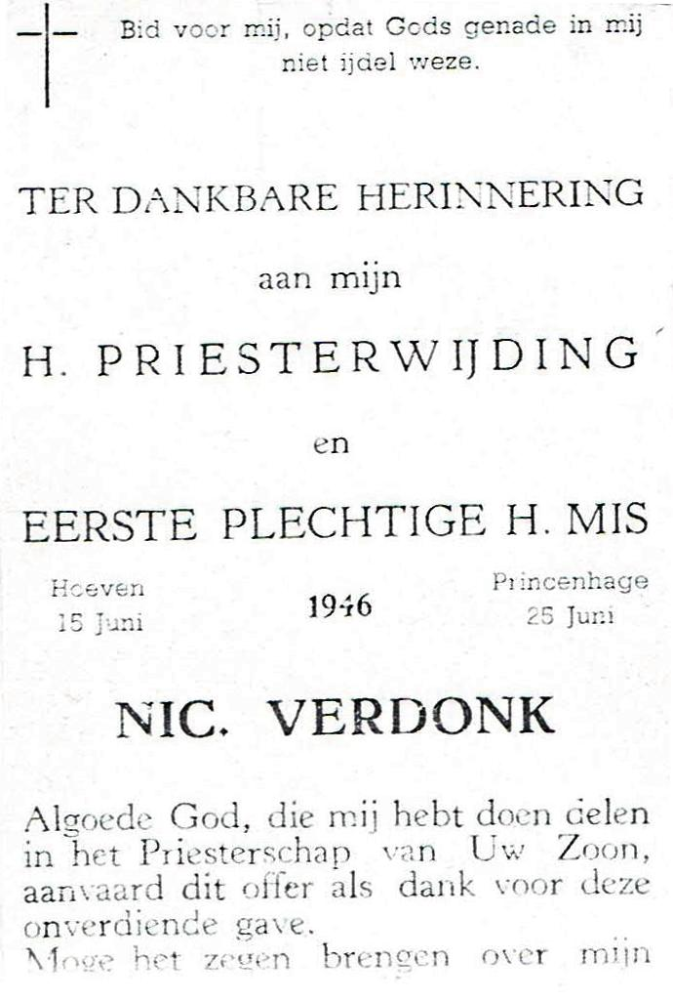 Bid voor mij, opdat Gods genade in mij
niet ijdel weze.
TER DANKBARE HERINNERING
aan mijn
H. PRIESTERWIJDING
en
EERSTE PLECHTIGE H. MIS
Hoeven
15 Juni
1946
Princenhage
25 Juni
NIC. VERDONK
Algoede God, die mij hebt doen delen
in het Priesterschap van Uw Zoon,
aanvaard dit offer als dank voor deze
onverdiende gave.
Moge het zegen brengen over mijn